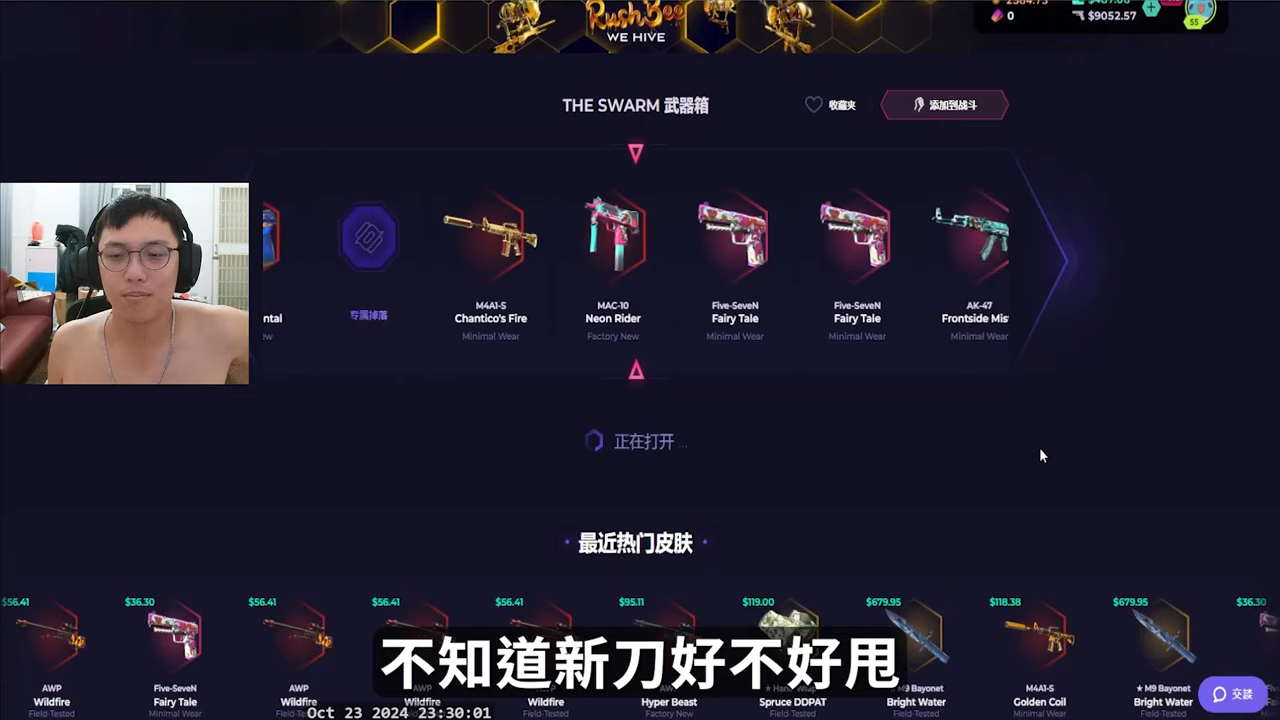 RushBee
WE HIVE
0
$9052.57
55
THE SWARM 武器箱
收藏夹
添加到战斗
ntal
专属掉落
M4A1-S
Chantico's Fire
Minimal Wear
MAC-10
Neon Rider
Factory New
Five-SeveN
Fairy Tale
Minimal Wear
Five-SeveN
Fairy Tale
Minimal Wear
AK-47
Frontside Mis
Minimal Wear
正在打开 ...
最近热门皮肤
$56.41
$36.30
$56.41
$56.41
$56.41
$95.11
$119.00
$679.95
$118.38
$679.95
$36.30
不知道新刀好不好甩
AWP
Wildfire
Field-Tested
Five-SeveN
Fairy Tale
Minimal Wear
AWP
Wildfire
Wildfire
Wildfire
Field-Tested
Hyper Beast
Factory New
Spruce DDPAT
Field-Tested
M9 Bayonet
Bright Water
Field-Tested
M4A1-S
Golden Coil
Minimal Wear
★ M9 Bayonet
Bright Water
Field-Tested
交談
Oct 23 2024 23:30:01